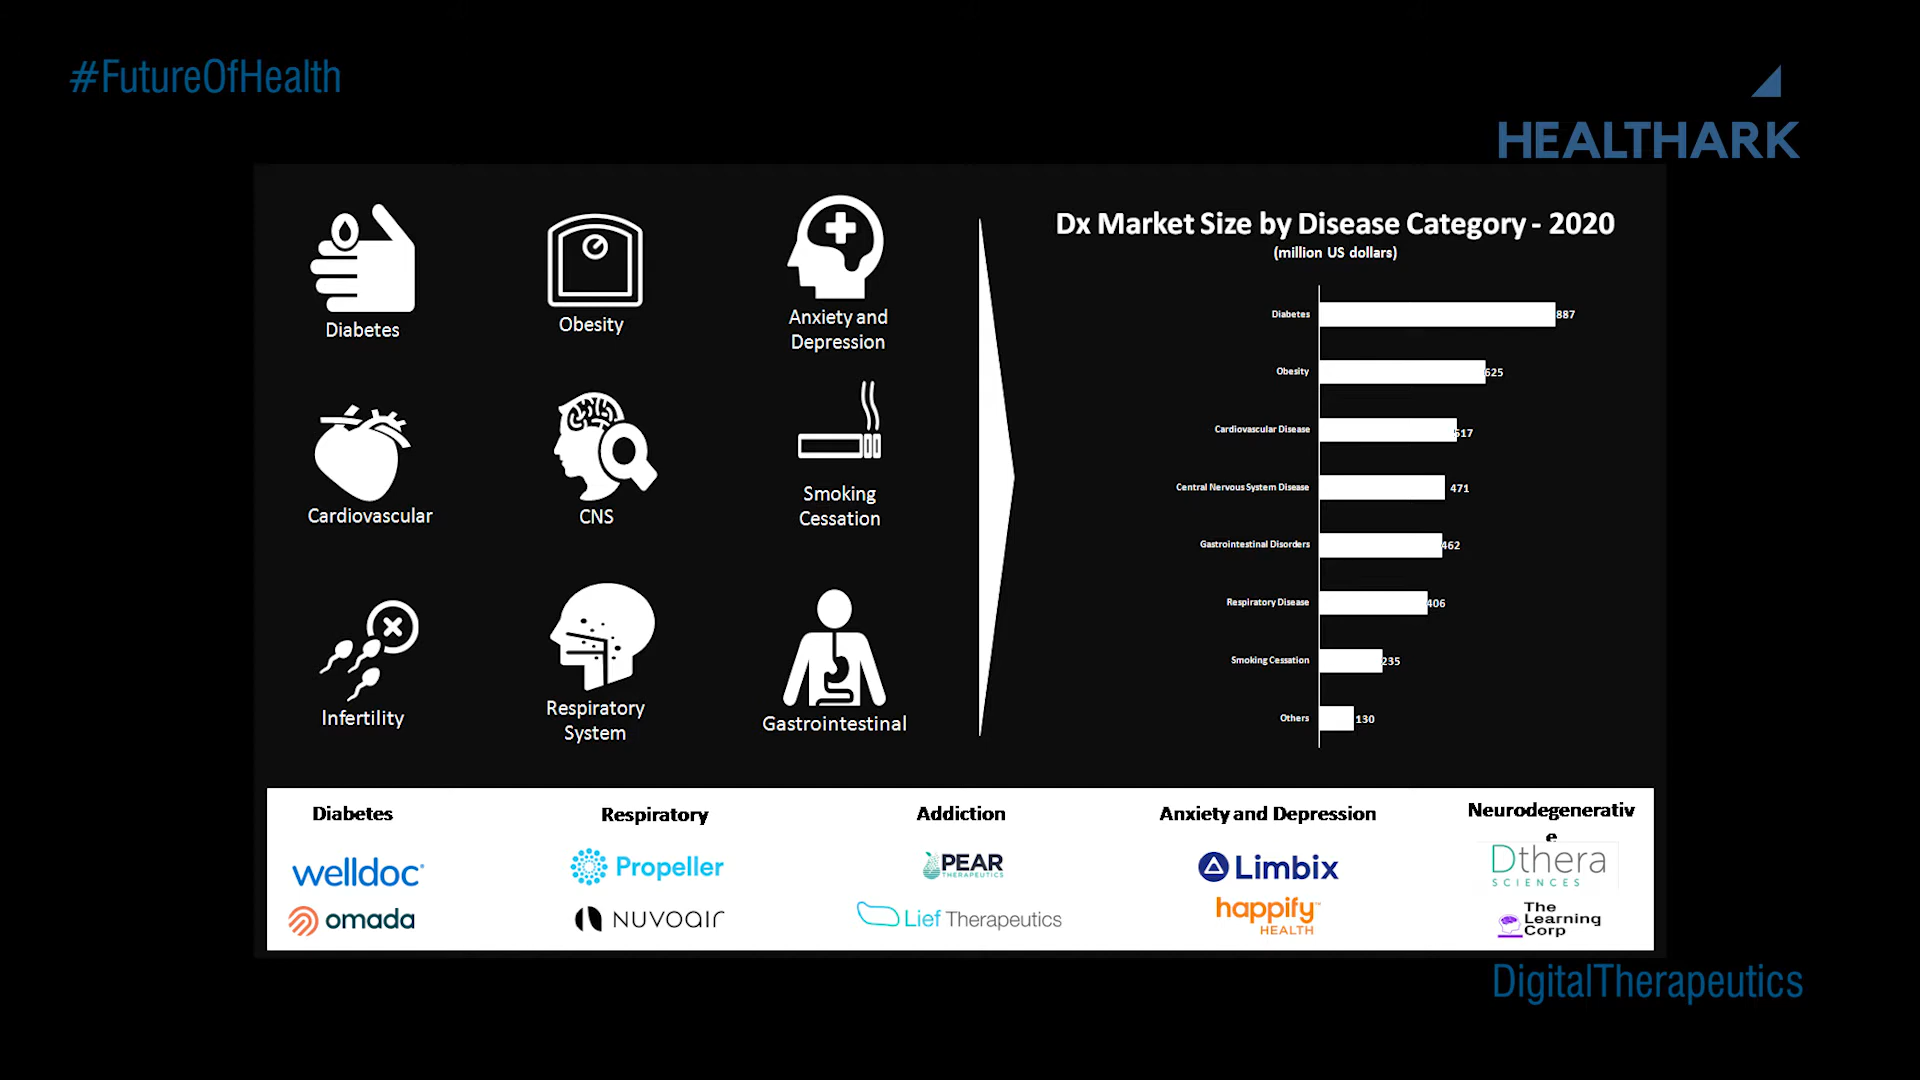 #FutureOfHealth
HEALTHARK
Diabetes
Obesity
Anxiety and
Depression
Cardiovascular
CNS
Smoking
Cessation
Infertility
Respiratory
System
Gastrointestinal
Dx Market Size by Disease Category - 2020
(million US dollars)
Diabetes 887
Obesity 625
Cardiovascular Disease 517
Central Nervous System Disease 471
Gastrointestinal Disorders 462
Respiratory Disease 406
Smoking Cessation 235
Others 130
Diabetes
welldoc
omada
Respiratory
Propeller
NUVOAIR
Addiction
PEAR
THERAPEUTICS
Lief Therapeutics
Anxiety and Depression
Limbix
happify™
HEALTH
Neurodegenerativ
e
Dthera
SCIENCES
The
Learning
Corp
DigitalTherapeutics